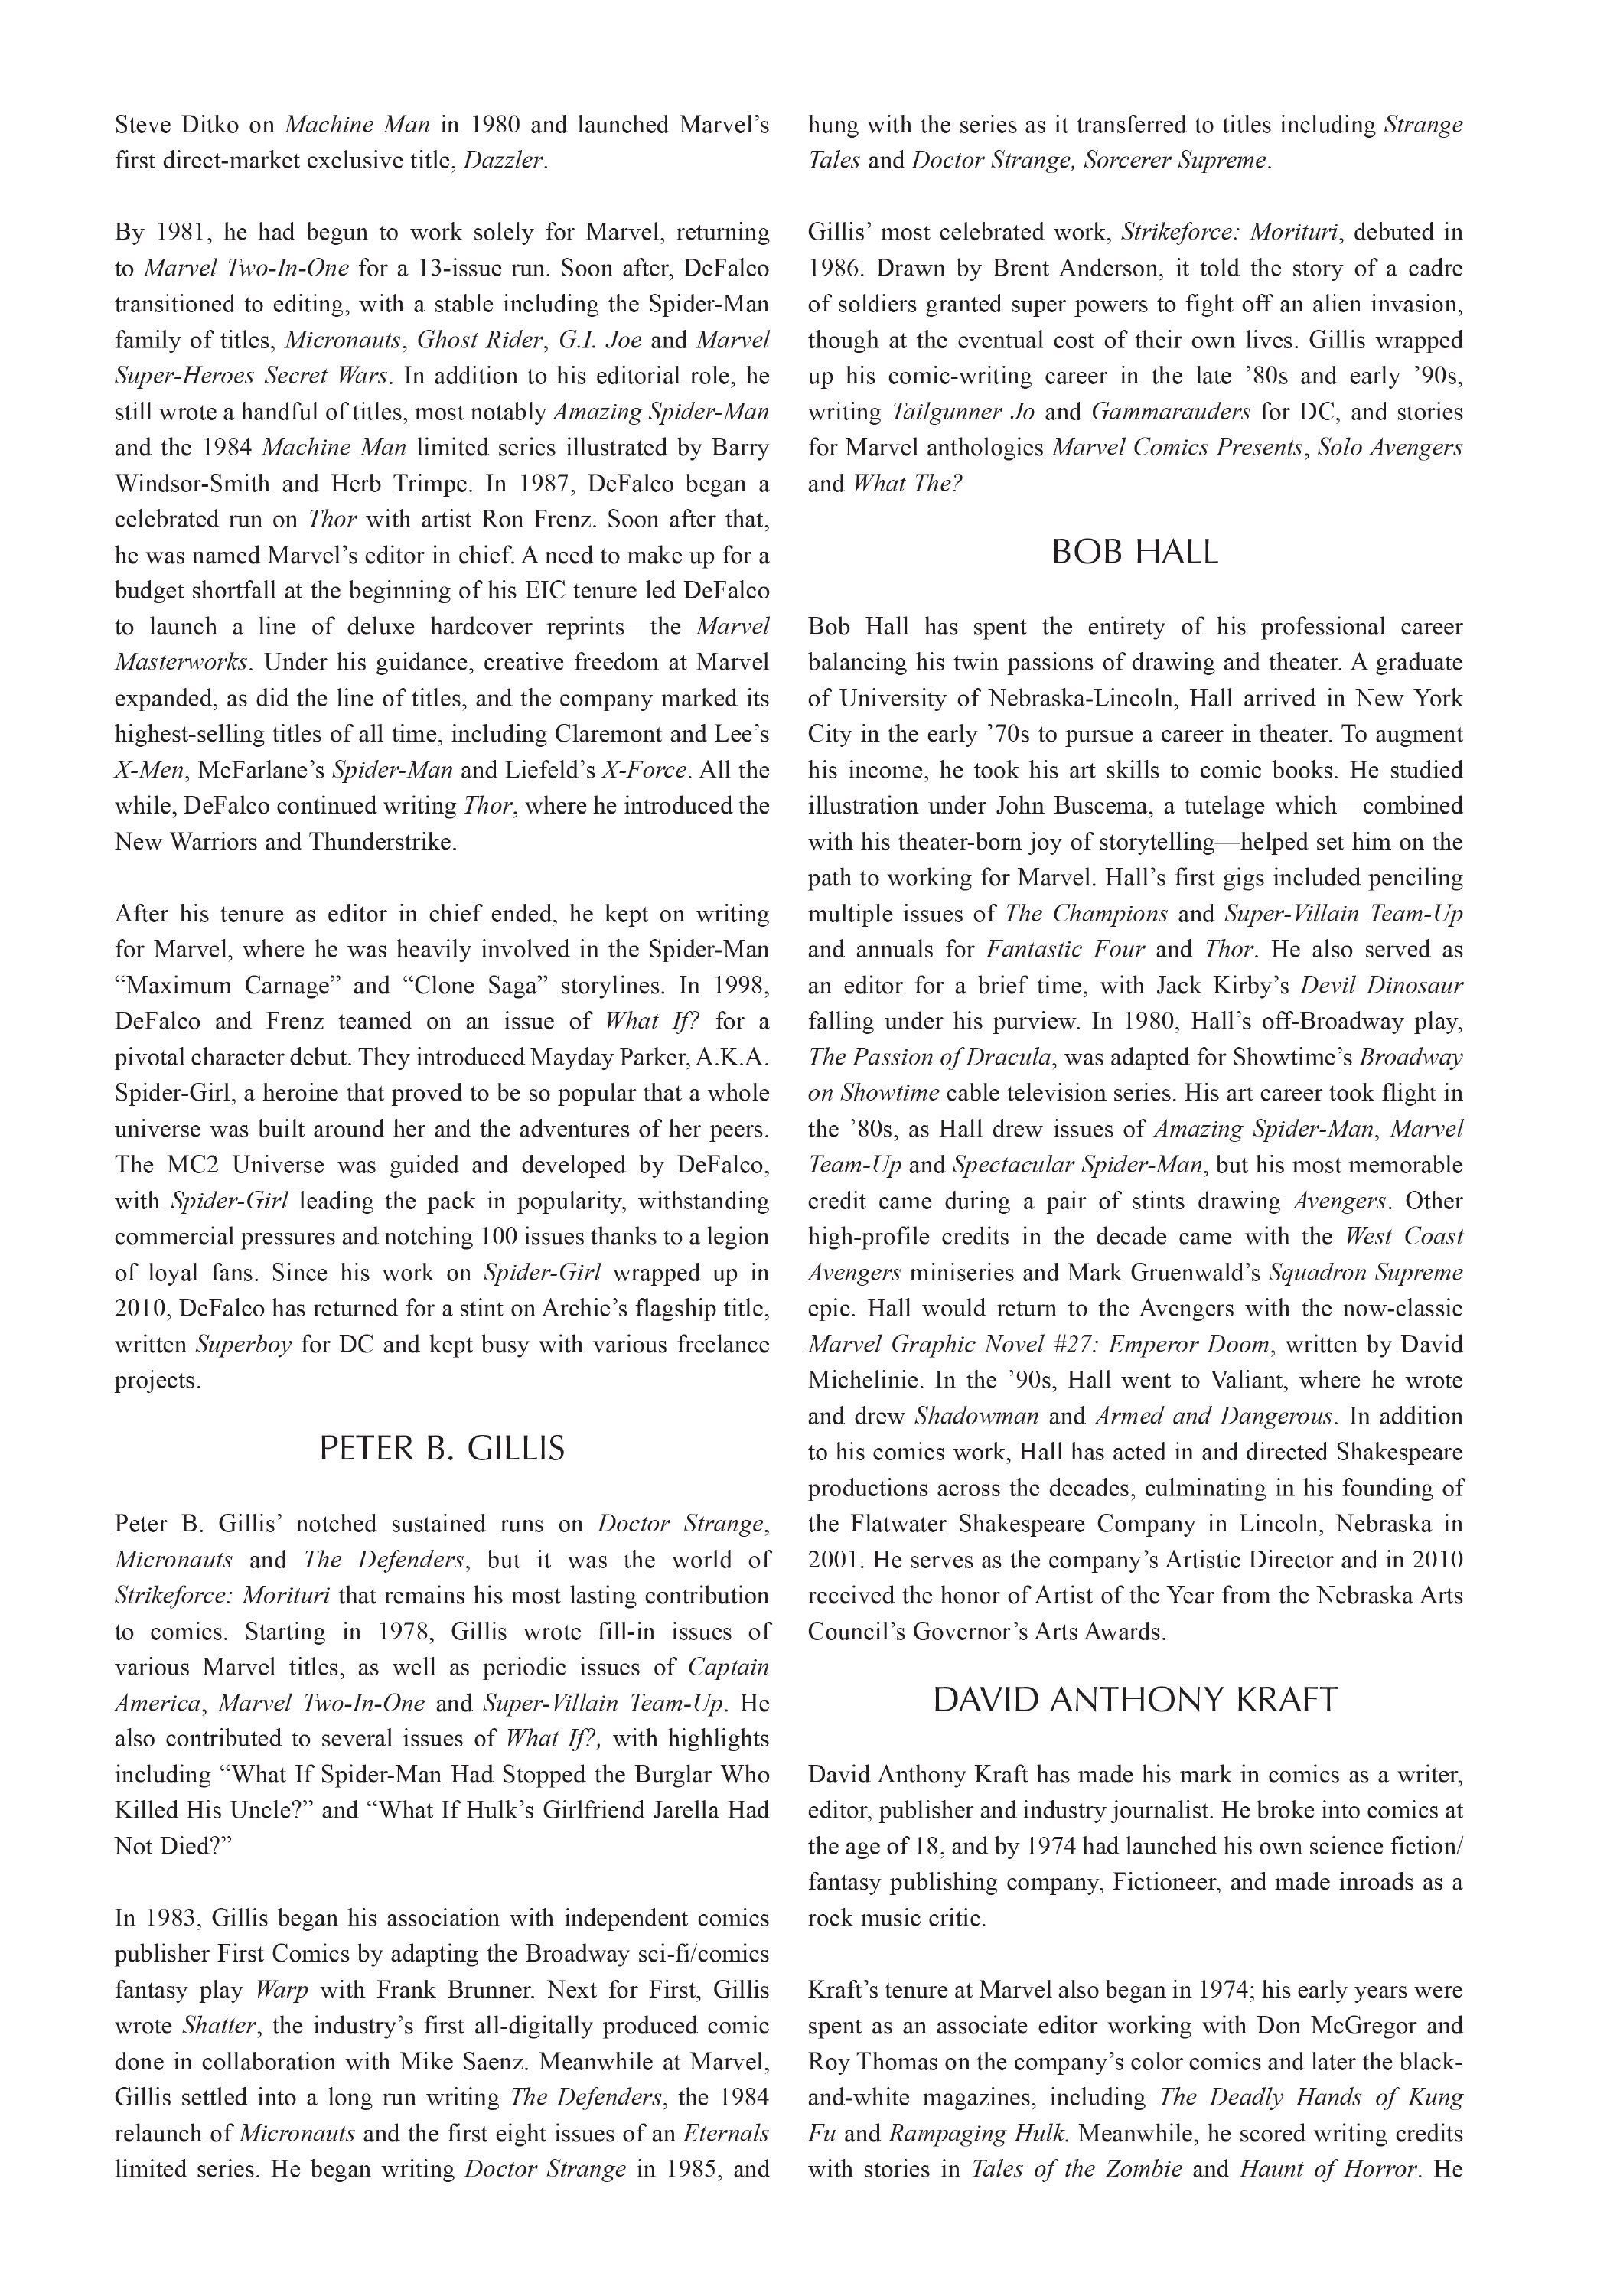 Steve Ditko on Machine Man in 1980 and launched Marvel’s
first direct-market exclusive title, Dazzler.
By 1981, he had begun to work solely for Marvel, returning
to Marvel Two-In-One for a 13-issue run. Soon after, DeFalco
transitioned to editing, with a stable including the Spider-Man
family of titles, Micronauts, Ghost Rider, G.I. Joe and Marvel
Super-Heroes Secret Wars. In addition to his editorial role, he
still wrote a handful of titles, most notably Amazing Spider-Man
and the 1984 Machine Man limited series illustrated by Barry
Windsor-Smith and Herb Trimpe. In 1987, DeFalco began a
celebrated run on Thor with artist Ron Frenz. Soon after that,
he was named Marvel’s editor in chief. A need to make up for a
budget shortfall at the beginning of his EIC tenure led DeFalco
to launch a line of deluxe hardcover reprints—the Marvel
Masterworks. Under his guidance, creative freedom at Marvel
expanded, as did the line of titles, and the company marked its
highest-selling titles of all time, including Claremont and Lee’s
X-Men, McFarlane’s Spider-Man and Liefeld’s X-Force. All the
while, DeFalco continued writing Thor, where he introduced the
New Warriors and Thunderstrike.
After his tenure as editor in chief ended, he kept on writing
for Marvel, where he was heavily involved in the Spider-Man
“Maximum Carnage” and “Clone Saga” storylines. In 1998,
DeFalco and Frenz teamed on an issue of What If? for a
pivotal character debut. They introduced Mayday Parker, A.K.A.
Spider-Girl, a heroine that proved to be so popular that a whole
universe was built around her and the adventures of her peers.
The MC2 Universe was guided and developed by DeFalco,
with Spider-Girl leading the pack in popularity, withstanding
commercial pressures and notching 100 issues thanks to a legion
of loyal fans. Since his work on Spider-Girl wrapped up in
2010, DeFalco has returned for a stint on Archie’s flagship title,
written Superboy for DC and kept busy with various freelance
projects.
PETER B. GILLIS
Peter B. Gillis’ notched sustained runs on Doctor Strange,
Micronauts and The Defenders, but it was the world of
Strikeforce: Morituri that remains his most lasting contribution
to comics. Starting in 1978, Gillis wrote fill-in issues of
various Marvel titles, as well as periodic issues of Captain
America, Marvel Two-In-One and Super-Villain Team-Up. He
also contributed to several issues of What If?, with highlights
including “What If Spider-Man Had Stopped the Burglar Who
Killed His Uncle?” and “What If Hulk’s Girlfriend Jarella Had
Not Died?”
In 1983, Gillis began his association with independent comics
publisher First Comics by adapting the Broadway sci-fi/comics
fantasy play Warp with Frank Brunner. Next for First, Gillis
wrote Shatter, the industry’s first all-digitally produced comic
done in collaboration with Mike Saenz. Meanwhile at Marvel,
Gillis settled into a long run writing The Defenders, the 1984
relaunch of Micronauts and the first eight issues of an Eternals
limited series. He began writing Doctor Strange in 1985, and
hung with the series as it transferred to titles including Strange
Tales and Doctor Strange, Sorcerer Supreme.
Gillis’ most celebrated work, Strikeforce: Morituri, debuted in
1986. Drawn by Brent Anderson, it told the story of a cadre
of soldiers granted super powers to fight off an alien invasion,
though at the eventual cost of their own lives. Gillis wrapped
up his comic-writing career in the late ’80s and early ’90s,
writing Tailgunner Jo and Gammarauders for DC, and stories
for Marvel anthologies Marvel Comics Presents, Solo Avengers
and What The?
BOB HALL
Bob Hall has spent the entirety of his professional career
balancing his twin passions of drawing and theater. A graduate
of University of Nebraska-Lincoln, Hall arrived in New York
City in the early ’70s to pursue a career in theater. To augment
his income, he took his art skills to comic books. He studied
illustration under John Buscema, a tutelage which—combined
with his theater-born joy of storytelling—helped set him on the
path to working for Marvel. Hall’s first gigs included penciling
multiple issues of The Champions and Super-Villain Team-Up
and annuals for Fantastic Four and Thor. He also served as
an editor for a brief time, with Jack Kirby’s Devil Dinosaur
falling under his purview. In 1980, Hall’s off-Broadway play,
The Passion of Dracula, was adapted for Showtime’s Broadway
on Showtime cable television series. His art career took flight in
the ’80s, as Hall drew issues of Amazing Spider-Man, Marvel
Team-Up and Spectacular Spider-Man, but his most memorable
credit came during a pair of stints drawing Avengers. Other
high-profile credits in the decade came with the West Coast
Avengers miniseries and Mark Gruenwald’s Squadron Supreme
epic. Hall would return to the Avengers with the now-classic
Marvel Graphic Novel #27: Emperor Doom, written by David
Michelinie. In the ’90s, Hall went to Valiant, where he wrote
and drew Shadowman and Armed and Dangerous. In addition
to his comics work, Hall has acted in and directed Shakespeare
productions across the decades, culminating in his founding of
the Flatwater Shakespeare Company in Lincoln, Nebraska in
2001. He serves as the company’s Artistic Director and in 2010
received the honor of Artist of the Year from the Nebraska Arts
Council’s Governor’s Arts Awards.
DAVID ANTHONY KRAFT
David Anthony Kraft has made his mark in comics as a writer,
editor, publisher and industry journalist. He broke into comics at
the age of 18, and by 1974 had launched his own science fiction/
fantasy publishing company, Fictioneer, and made inroads as a
rock music critic.
Kraft’s tenure at Marvel also began in 1974; his early years were
spent as an associate editor working with Don McGregor and
Roy Thomas on the company’s color comics and later the black-
and-white magazines, including The Deadly Hands of Kung
Fu and Rampaging Hulk. Meanwhile, he scored writing credits
with stories in Tales of the Zombie and Haunt of Horror. He